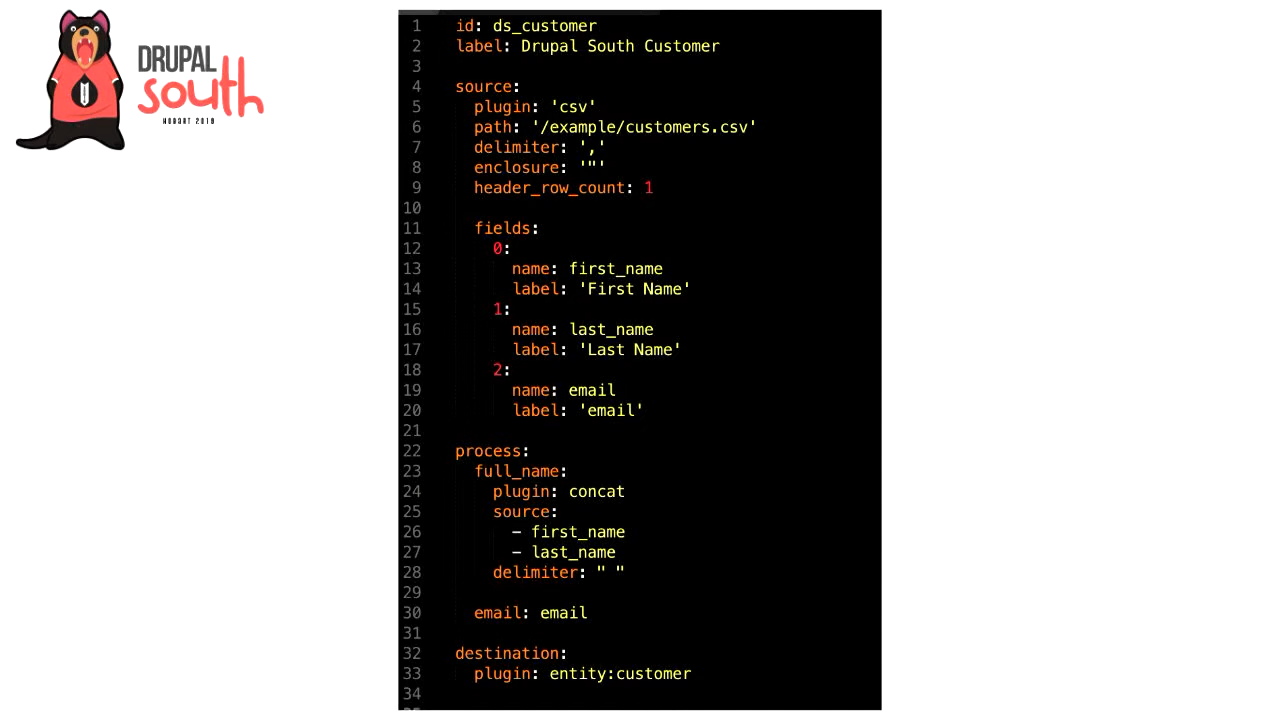 DRUPAL
south
HOBART 2019
1 id: ds_customer
2 label: Drupal South Customer
3
4 source:
5 plugin: 'csv'
6 path: '/example/customers.csv'
7 delimiter: ','
8 enclosure: '"'
9 header_row_count: 1
10
11 fields:
12 0:
13 name: first_name
14 label: 'First Name'
15 1:
16 name: last_name
17 label: 'Last Name'
18 2:
19 name: email
20 label: 'email'
21
22 process:
23 full_name:
24 plugin: concat
25 source:
26 - first_name
27 - last_name
28 delimiter: " "
29
30 email: email
31
32 destination:
33 plugin: entity:customer
34